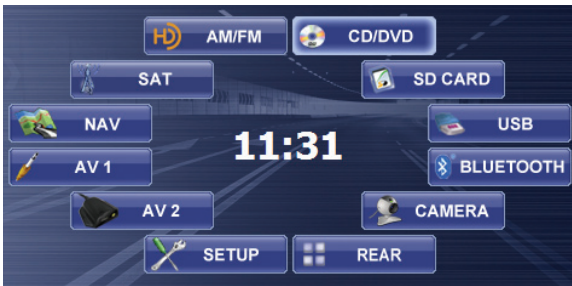 HD AM/FM CD/DVD
SAT SD CARD
NAV USB
11:31
AV 1 BLUETOOTH
AV 2 CAMERA
SETUP REAR